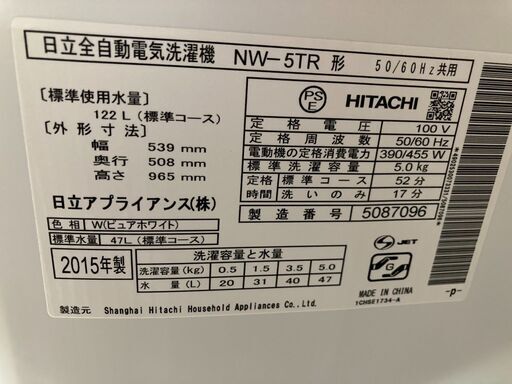 日立全自動電気洗濯機 NW-5TR 形 50/60Hz共用
〔標準使用水量〕
122 L (標準コース)
〔外形寸法〕
幅 539 mm
奥行 508 mm
高さ 965 mm
日立アプライアンス(株)
色相 W(ピュアホワイト)
標準水量 47L (標準コース)
PSE HITACHI
定格電圧 100 V
定格周波数 50/60 Hz
電動機の定格消費電力 390/455 W
標準洗濯容量 5.0 kg
定格時間 標準コース 52分
洗いのみ 17分
製造番号 5087096
2015年製
洗濯容量と水量
洗濯容量(kg) 0.5 1.5 3.5 5.0
水量(L) 20 31 40 47
S JET
G
MADE IN CHINA
1CHSE1734-A
-p-
製造元 Shanghai Hitachi Household Appliances Co.,Ltd.